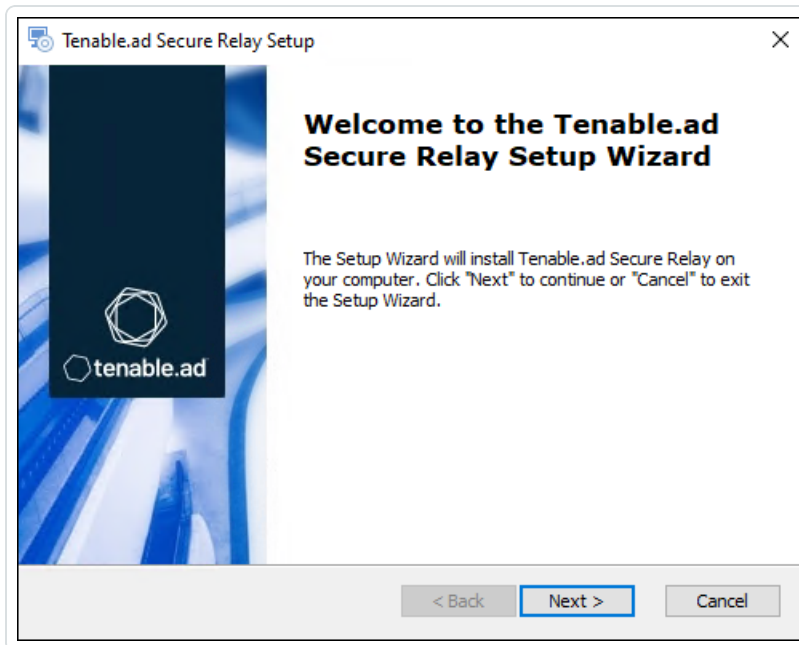 Tenable.ad Secure Relay Setup
Welcome to the Tenable.ad
Secure Relay Setup Wizard
The Setup Wizard will install Tenable.ad Secure Relay on
your computer. Click "Next" to continue or "Cancel" to exit
the Setup Wizard.
tenable.ad
< Back Next > Cancel